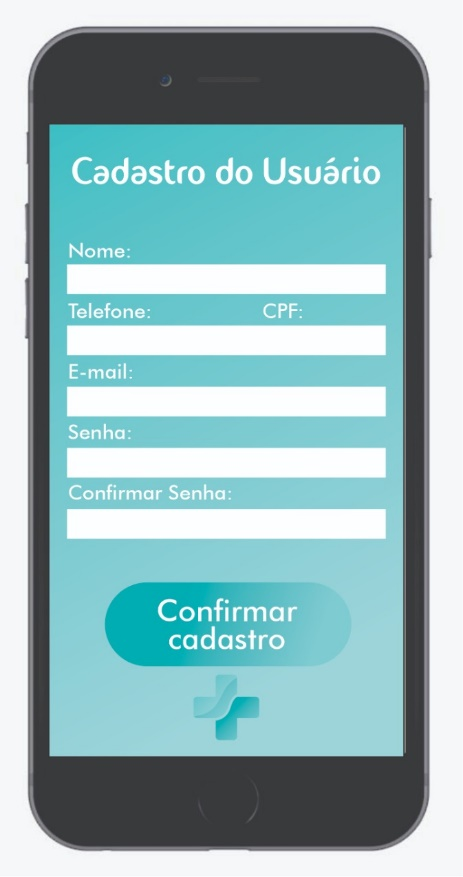 Cadastro do Usuário
Nome:
Telefone: CPF:
E-mail:
Senha:
Confirmar Senha:
Confirmar
cadastro